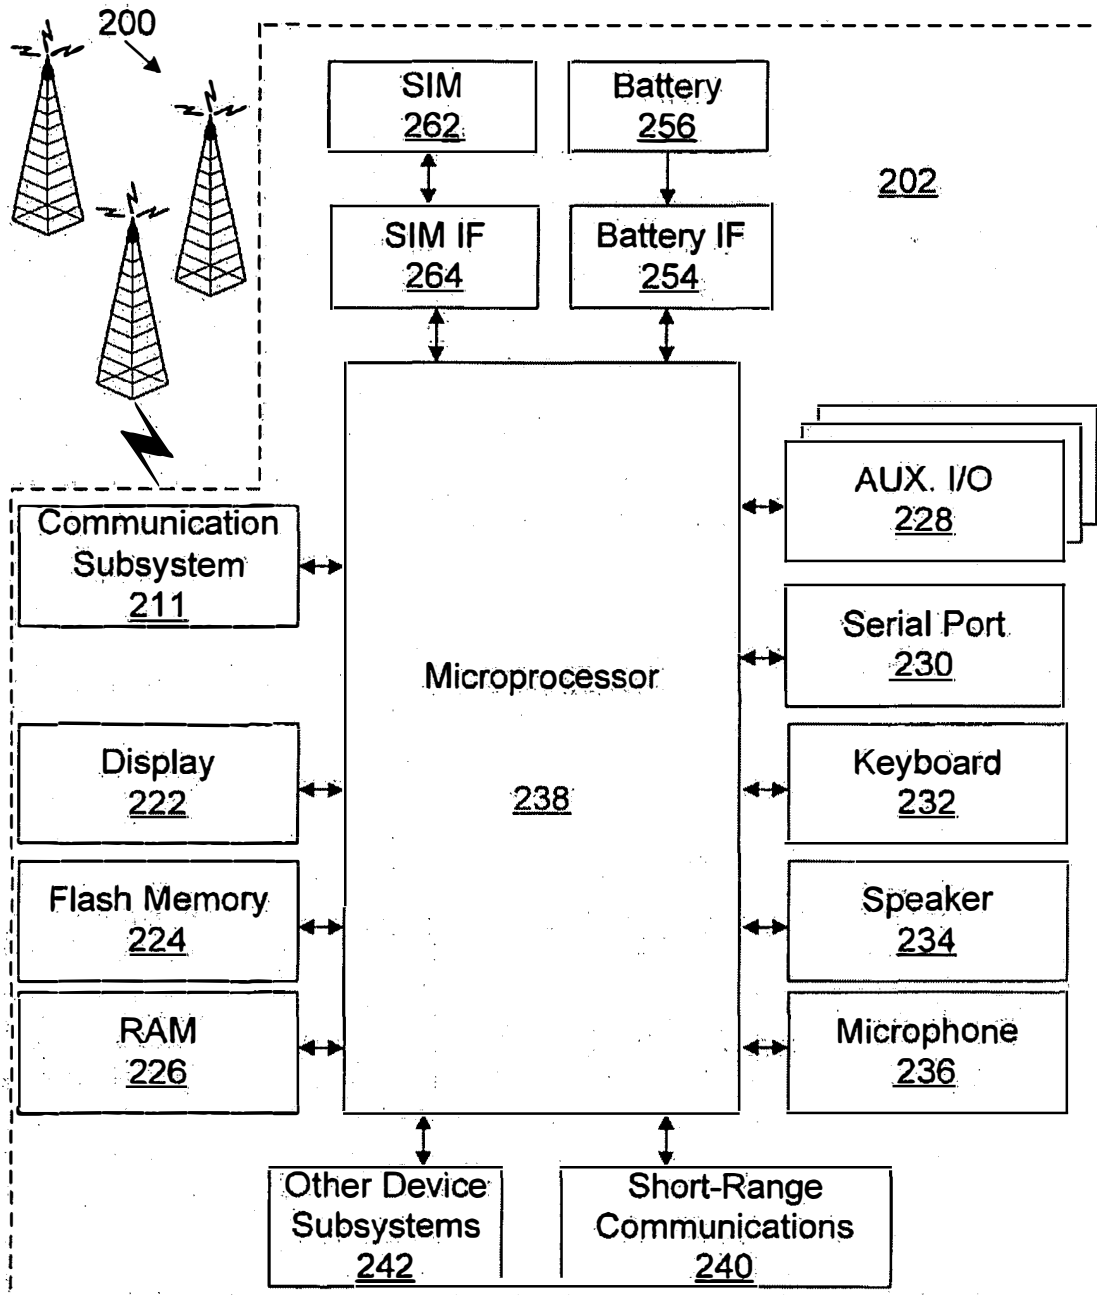 200
SIM
262
Battery
256
202
SIM IF
264
Battery IF
254
AUX. I/O
228
Communication
Subsystem
211
Serial Port
230
Microprocessor
238
Display
222
Keyboard
232
Flash Memory
224
Speaker
234
RAM
226
Microphone
236
Other Device
Subsystems
242
Short-Range
Communications
240